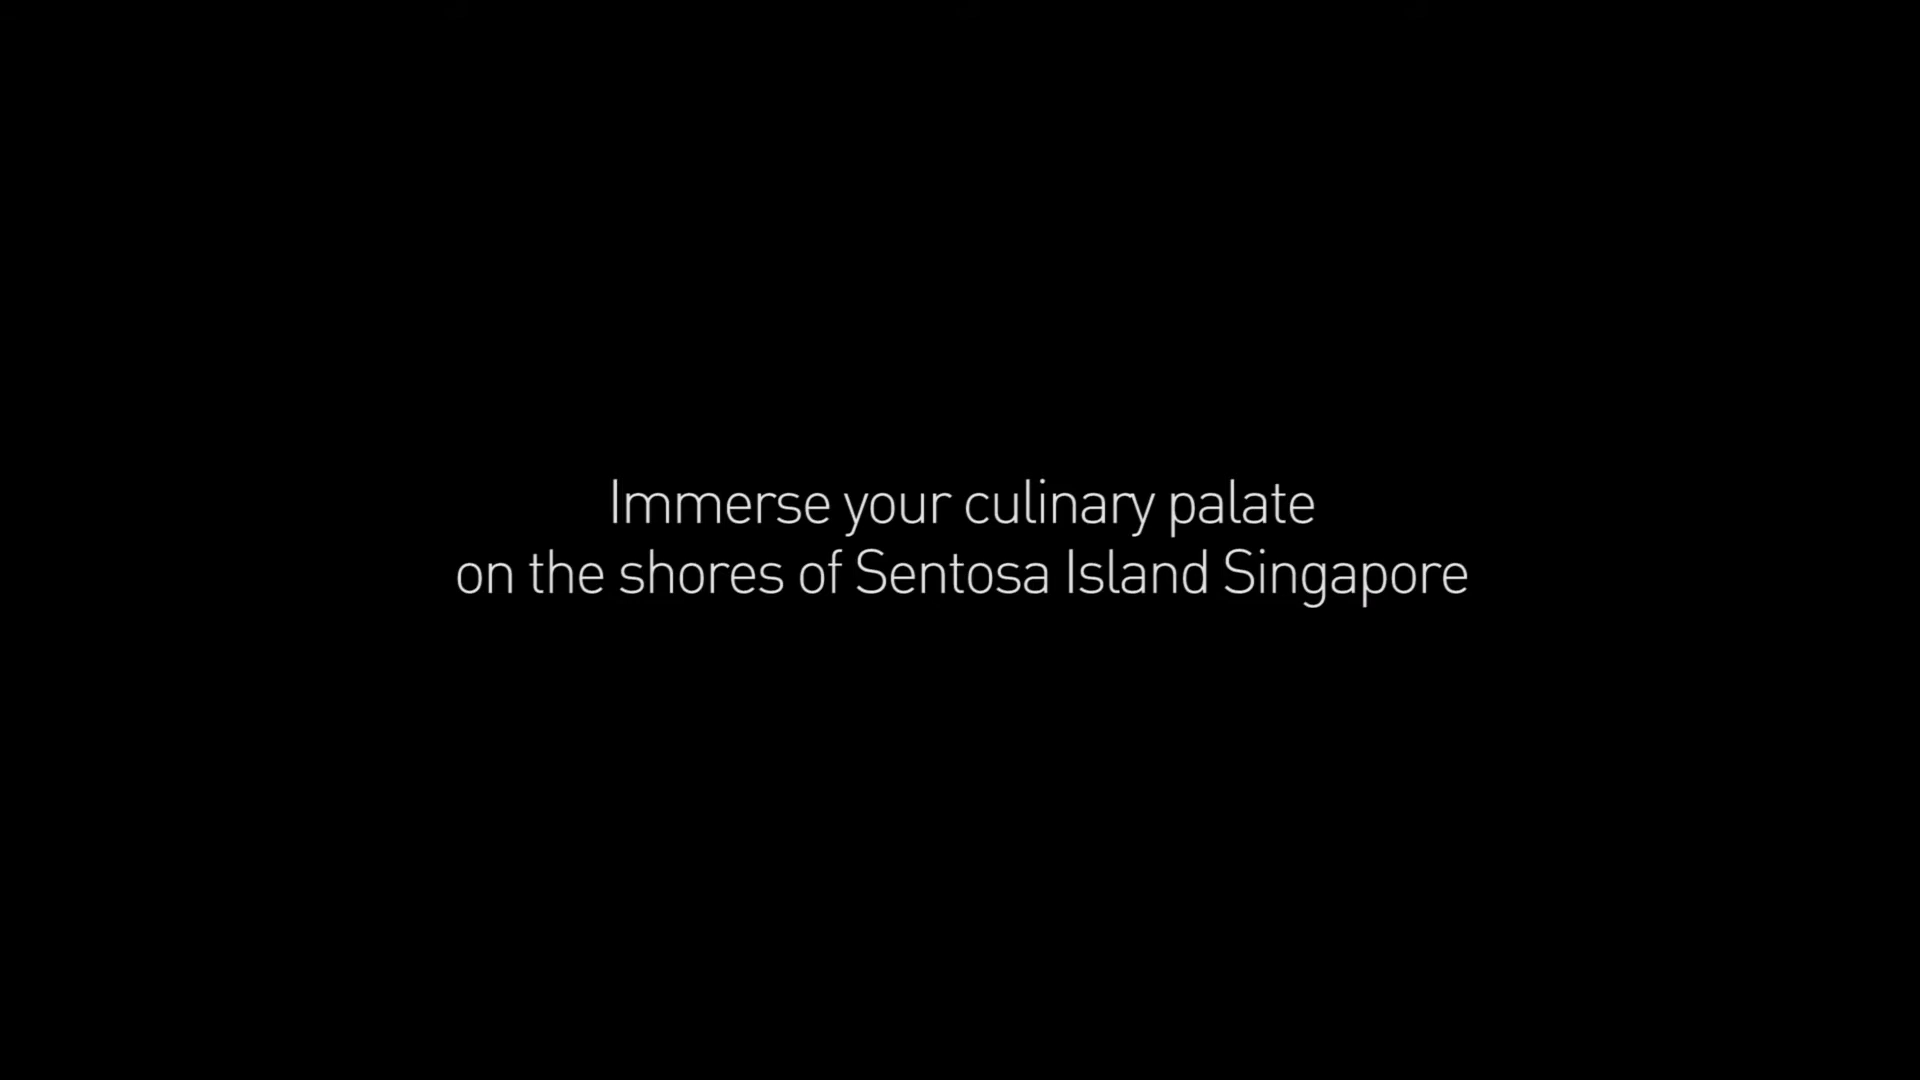 Immerse your culinary palate
on the shores of Sentosa Island Singapore